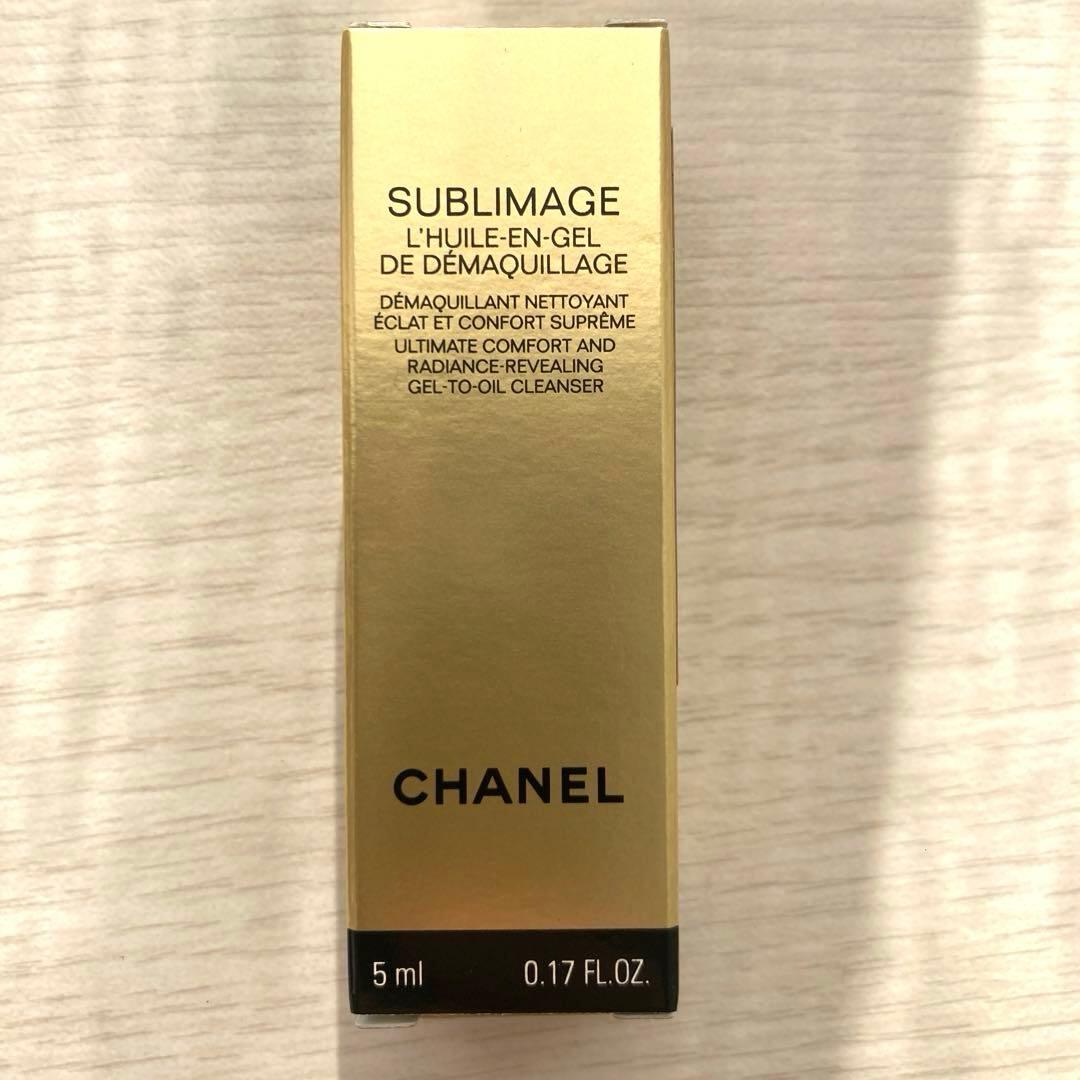 SUBLIMAGE
L'HUILE-EN-GEL
DE DÉMAQUILLAGE
DÉMAQUILLANT NETTOYANT
ÉCLAT ET CONFORT SUPRÊME
ULTIMATE COMFORT AND
RADIANCE-REVEALING
GEL-TO-OIL CLEANSER
CHANEL
5 ml 0.17 FL.OZ.